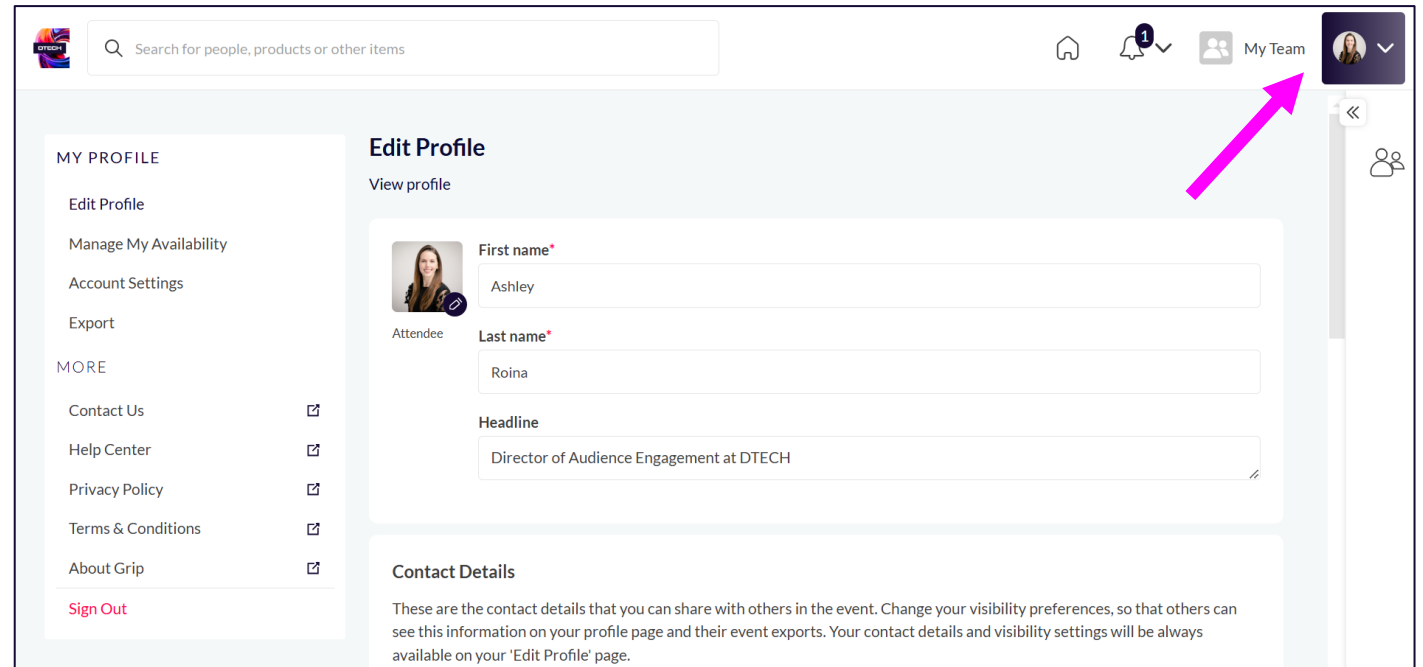 DTECH
Search for people, products or other items
1
My Team
MY PROFILE
Edit Profile
Manage My Availability
Account Settings
Export
MORE
Contact Us
Help Center
Privacy Policy
Terms & Conditions
About Grip
Sign Out
Edit Profile
View profile
Attendee
First name*
Ashley
Last name*
Roina
Headline
Director of Audience Engagement at DTECH
Contact Details
These are the contact details that you can share with others in the event. Change your visibility preferences, so that others can
see this information on your profile page and their event exports. Your contact details and visibility settings will be always
available on your 'Edit Profile' page.